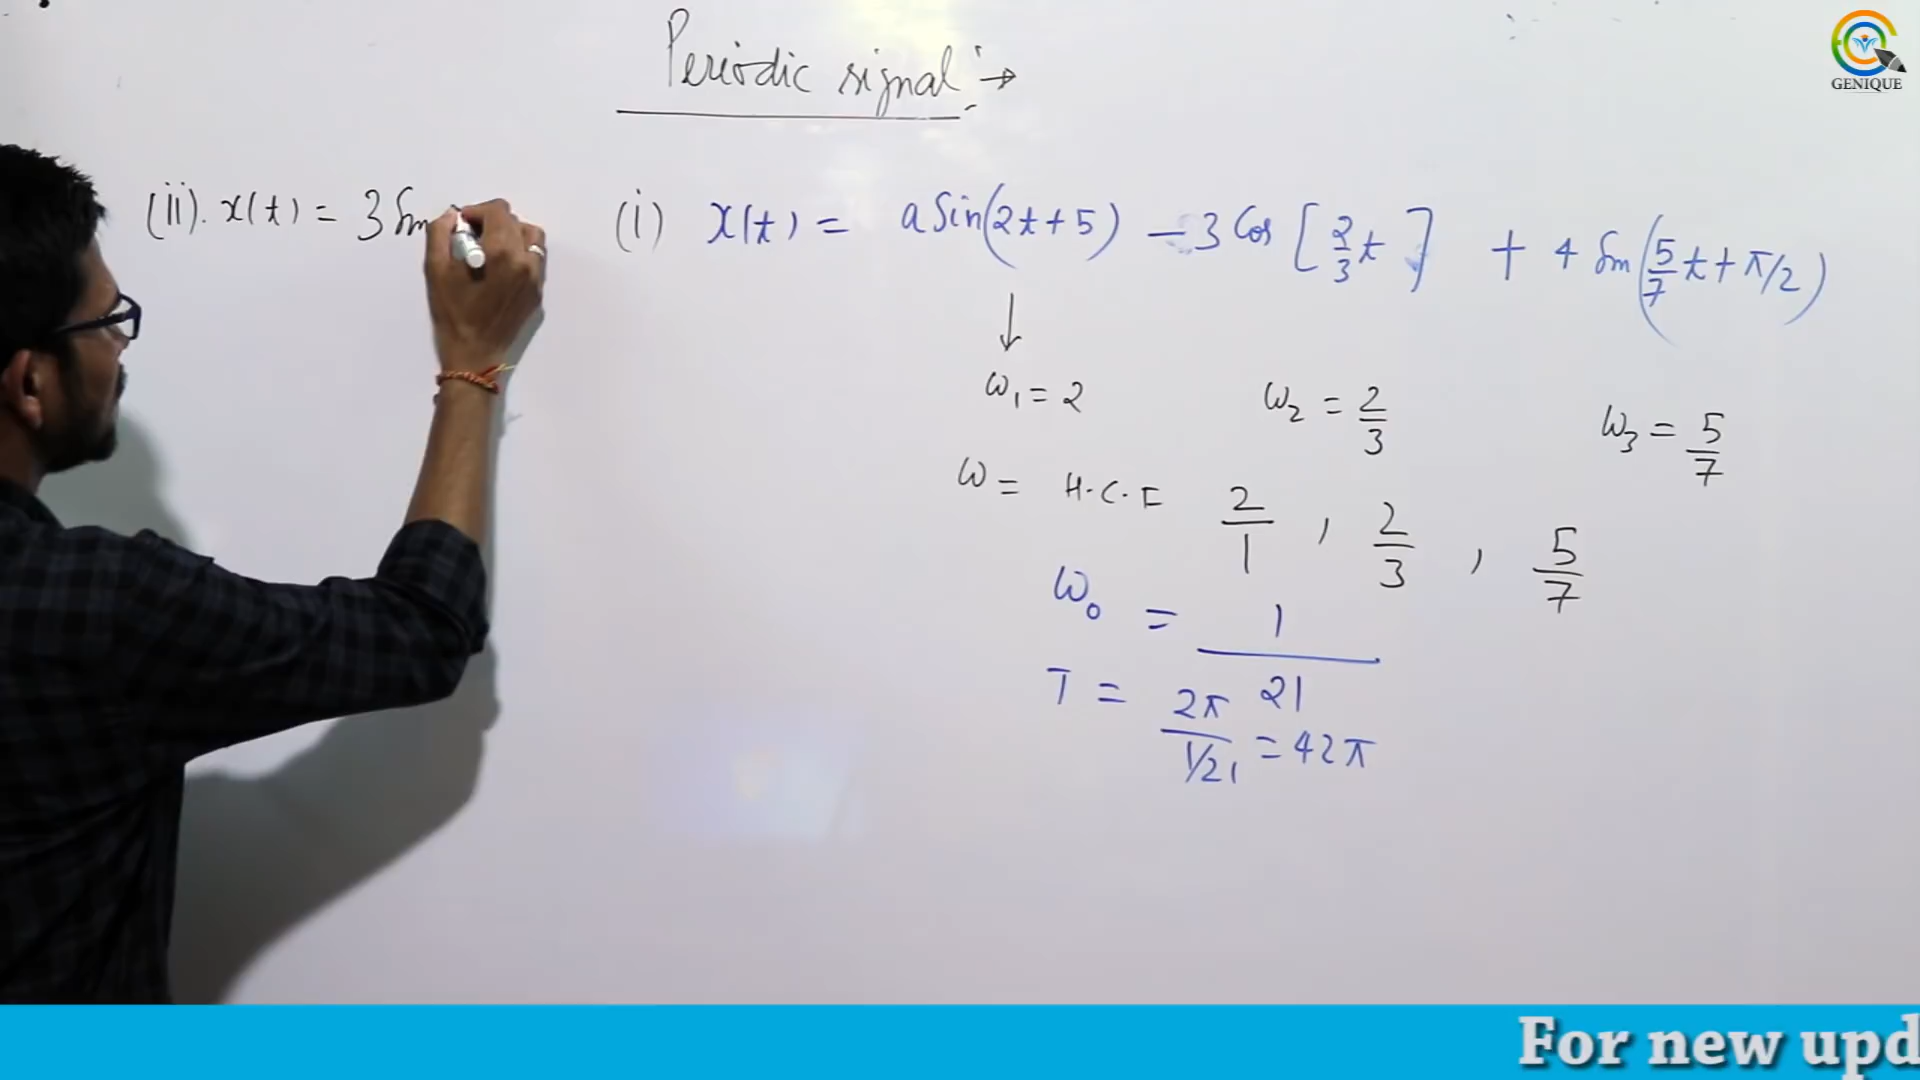 Periodic signal :→
(ii). x(t) = 3 Sin
(i) x(t) = a Sin(2t + 5) - 3 Cos [2/3 t] + 4 Sin(5/7 t + π/2)
↓
ω₁ = 2 ω₂ = 2/3 ω₃ = 5/7
ω = H.C.F 2/1 , 2/3 , 5/7
ω₀ = 1/21
T = 2π/(1/21) = 42π
GENIQUE
For new upd